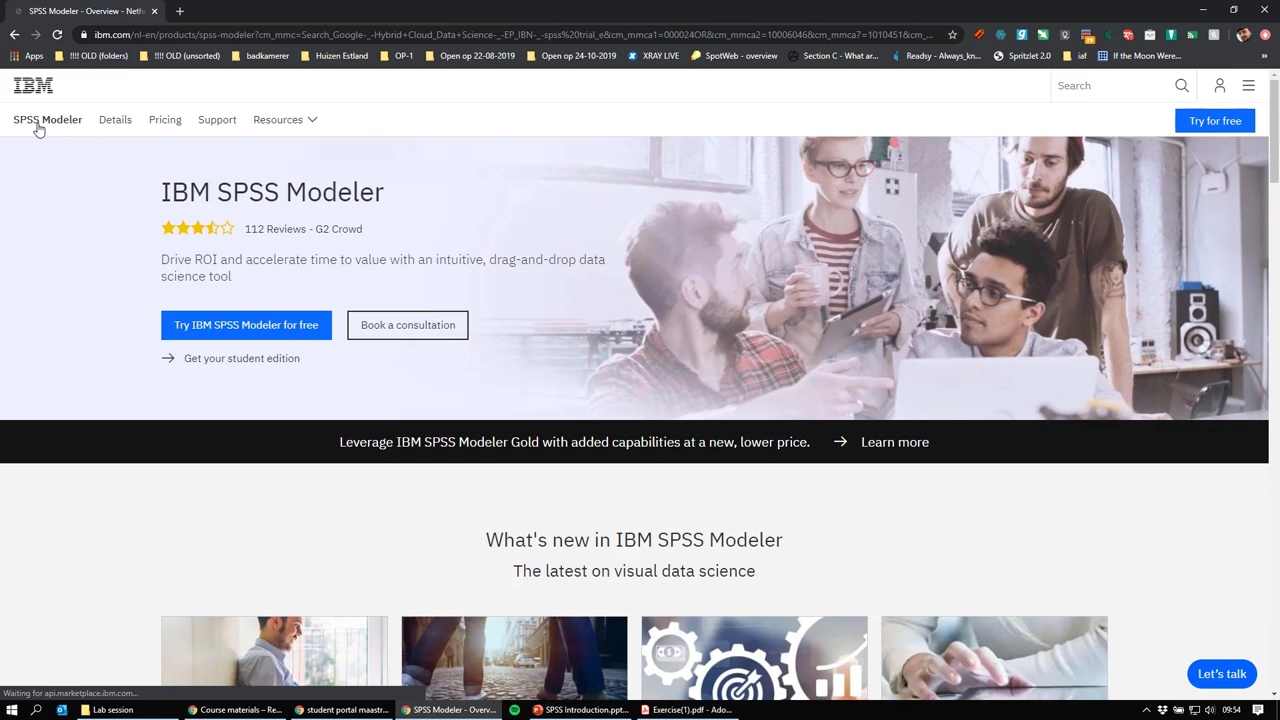 SPSS Modeler - Overview - Neth
ibm.com/nl-en/products/spss-modeler?cm_mmc=Search_Google-_-Hybrid+Cloud_Data+Science-_-EP_IBN-_-spss%20trial_e&cm_mmca1=000024OR&cm_mmca2=10006046&cm_mmca7=1010451&cm_mmc...
Apps
!!! OLD (folders)
!!!! OLD (unsorted)
badkamerer
Huizen Estland
OP-1
Open op 22-08-2019
Open op 24-10-2019
XRAY LIVE
SpotWeb - overview
Section C - What ar...
Readsy - Always_kn...
Spritzlet 2.0
iaf
If the Moon Were...
IBM
Search
SPSS Modeler
Details
Pricing
Support
Resources
Try for free
IBM SPSS Modeler
112 Reviews - G2 Crowd
Drive ROI and accelerate time to value with an intuitive, drag-and-drop data
science tool
Try IBM SPSS Modeler for free
Book a consultation
Get your student edition
Leverage IBM SPSS Modeler Gold with added capabilities at a new, lower price.
Learn more
What's new in IBM SPSS Modeler
The latest on visual data science
Let's talk
Waiting for api.marketplace.ibm.com...
Lab session
Course materials – Re...
student portal maastr...
SPSS Modeler - Overv...
SPSS Introduction.ppt...
Exercise(1).pdf - Ado...
09:54